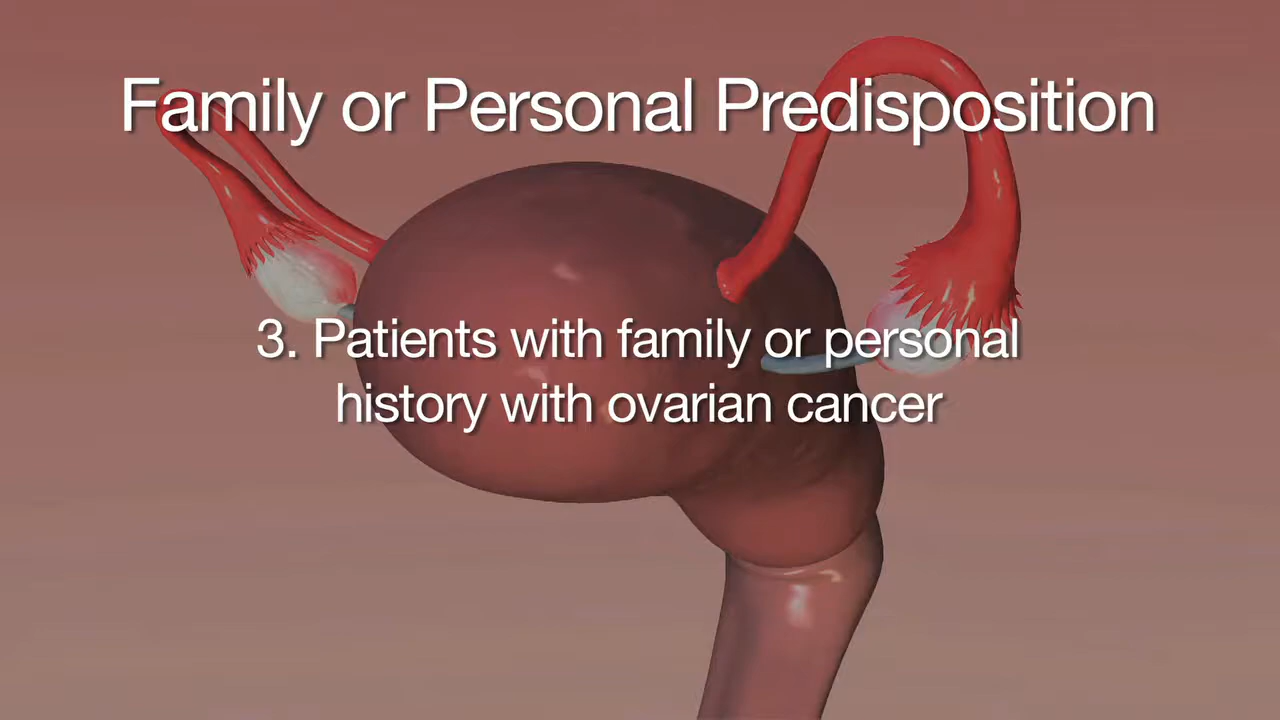 Family or Personal Predisposition
3. Patients with family or personal
history with ovarian cancer